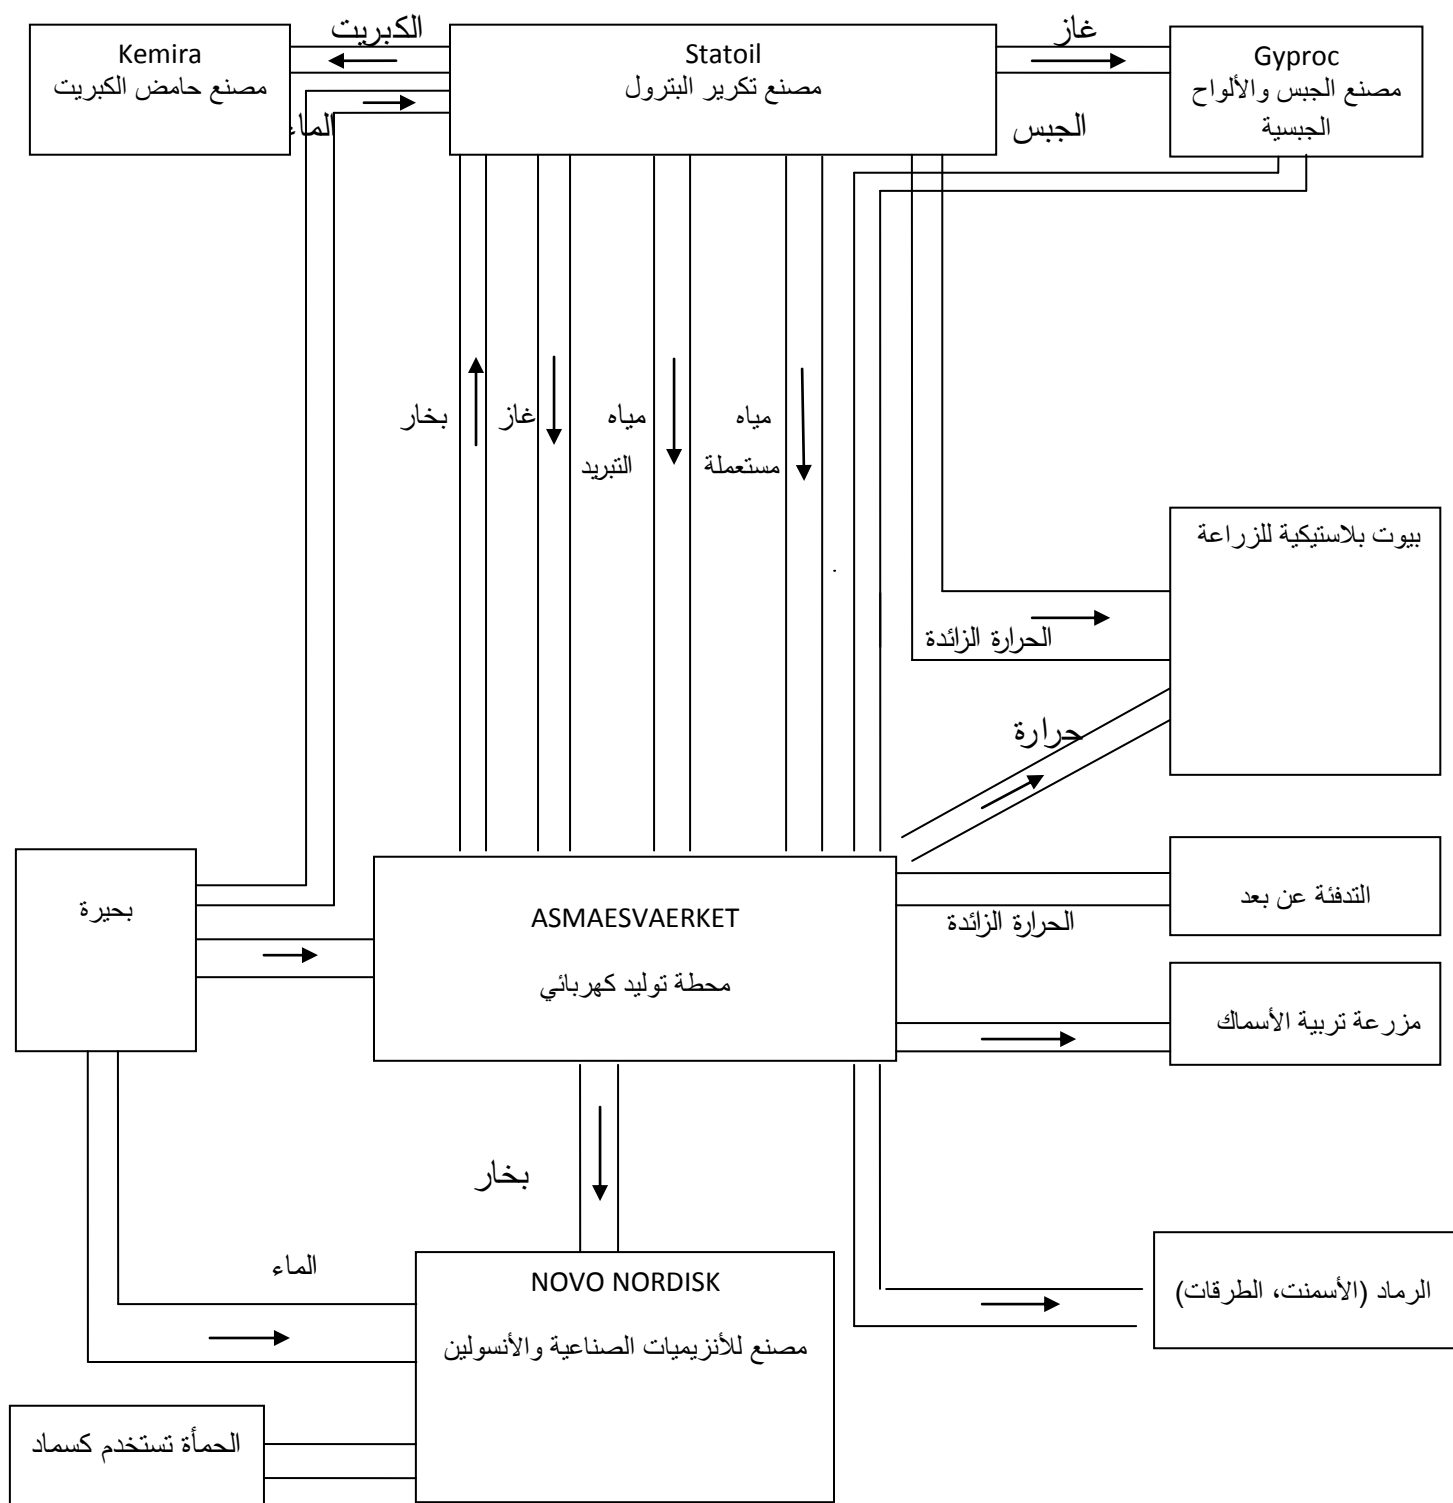 الكبريت
غاز
Kemira
مصنع حامض الكبريت
Statoil
مصنع تكرير البترول
Gyproc
مصنع الجبس والألواح
الجبسية
الماء
الجبس
بخار
غاز
مياه
التبريد
مياه
مستعملة
بيوت بلاستيكية للزراعة
الحرارة الزائدة
حرارة
بحيرة
ASMAESVAERKET
محطة توليد كهربائي
التدفئة عن بعد
الحرارة الزائدة
مزرعة تربية الأسماك
بخار
الماء
NOVO NORDISK
مصنع للأنزيميات الصناعية والأنسولين
الرماد (الأسمنت، الطرقات)
الحمأة تستخدم كسماد